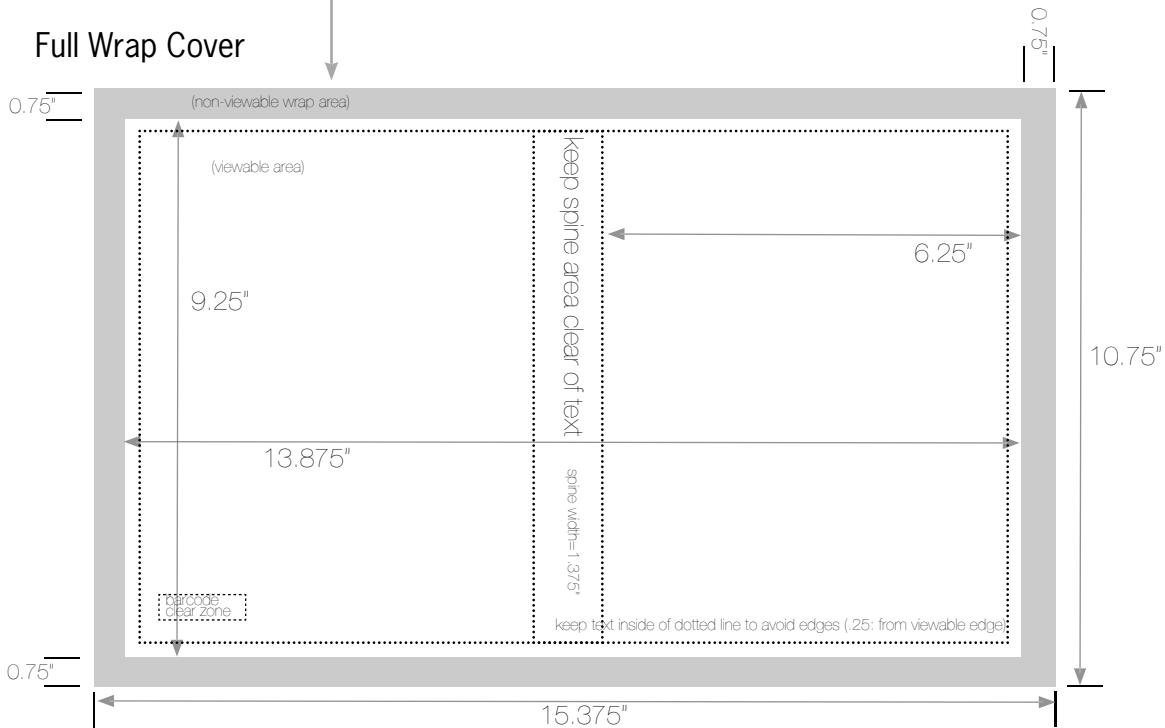 0.75"
Full Wrap Cover
0.75"
(non-viewable wrap area)
(viewable area)
keep spine area clear of text
6.25"
9.25"
10.75"
13.875"
spine width=1.375"
barcode
clear zone
keep text inside of dotted line to avoid edges (.25: from viewable edge)
0.75"
15.375"